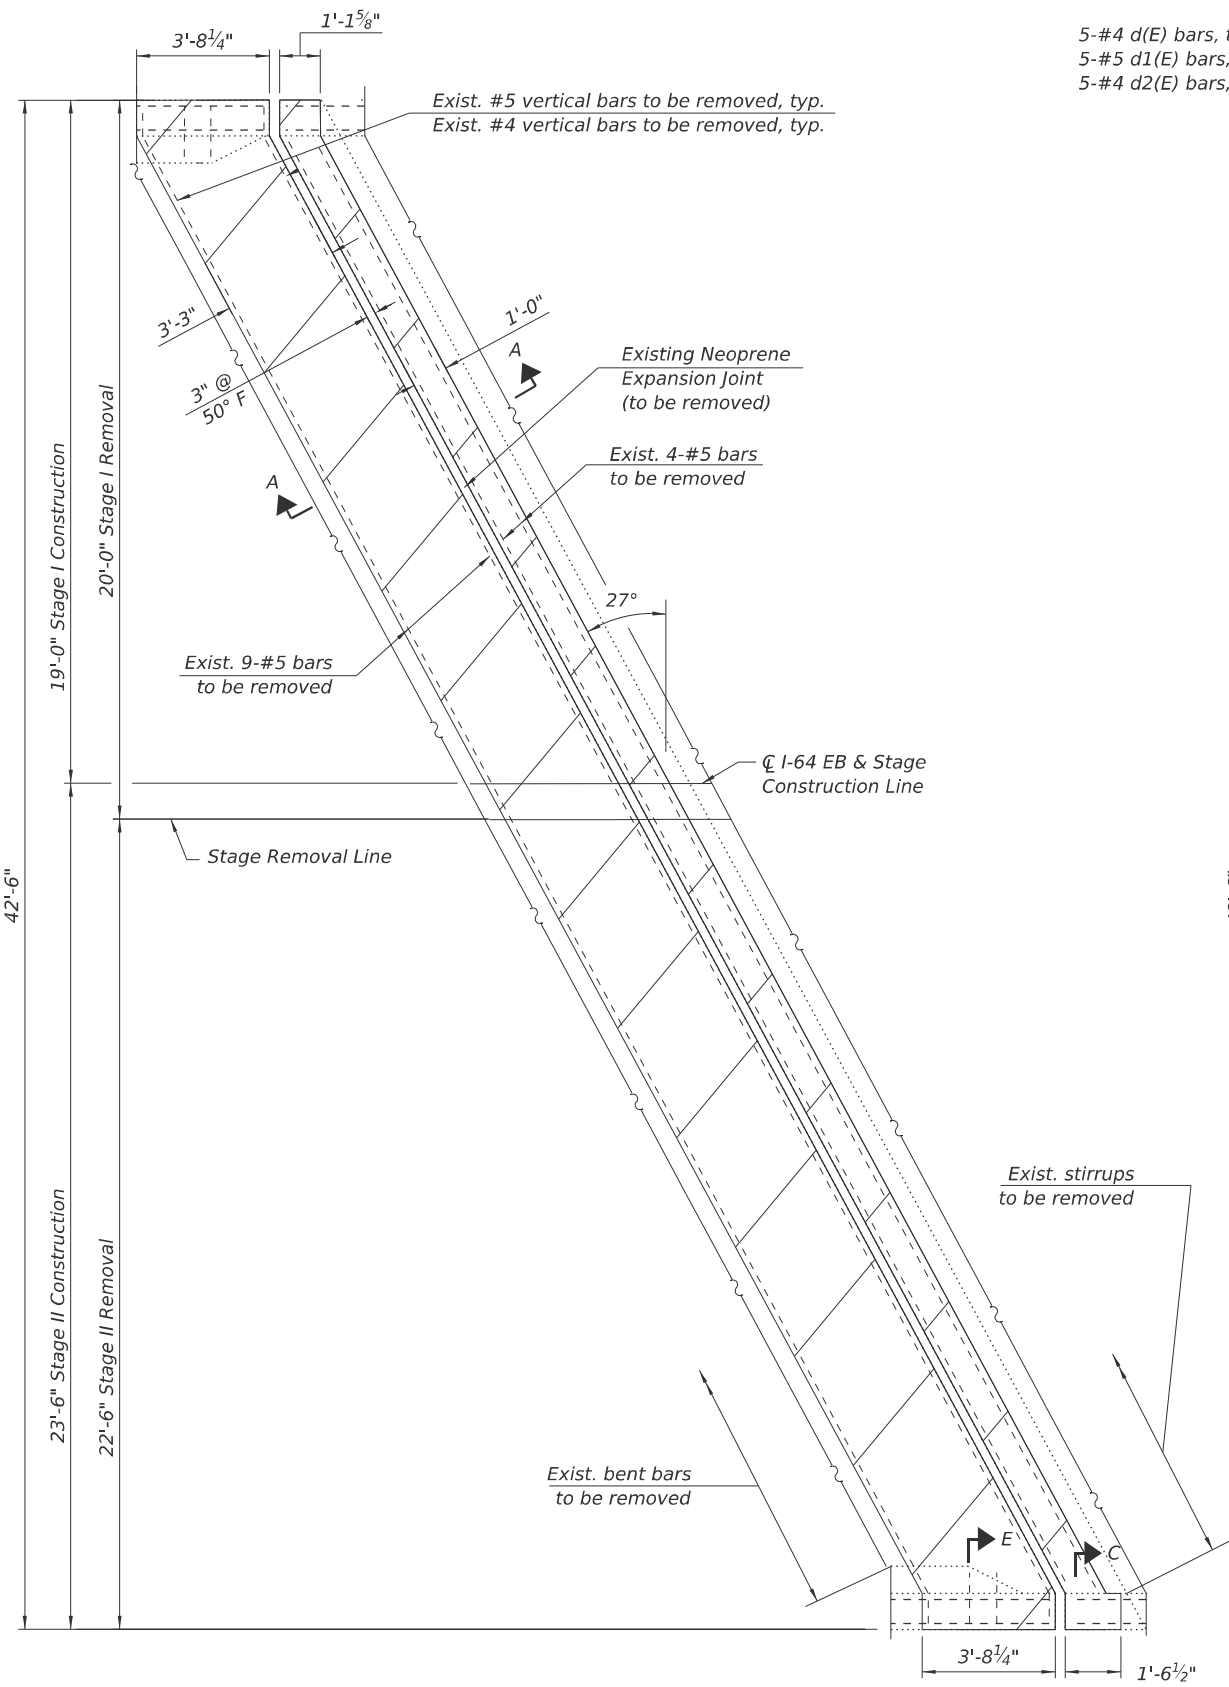 1'-1⅝"
3'-8¼"
5-#4 d(E) bars,
5-#5 d1(E) bars,
5-#4 d2(E) bars,
Exist. #5 vertical bars to be removed, typ.
Exist. #4 vertical bars to be removed, typ.
3'-3"
1'-0"
3" @
50° F
A
Existing Neoprene
Expansion Joint
(to be removed)
Exist. 4-#5 bars
to be removed
A
19'-0" Stage I Construction
20'-0" Stage I Removal
27°
Exist. 9-#5 bars
to be removed
℄ I-64 EB & Stage
Construction Line
Stage Removal Line
42'-6"
23'-6" Stage II Construction
22'-6" Stage II Removal
Exist. stirrups
to be removed
Exist. bent bars
to be removed
E
C
3'-8¼"
1'-6½"